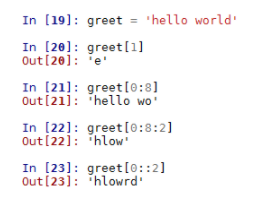 In [19]: greet = 'hello world'
In [20]: greet[1]
Out[20]: 'e'
In [21]: greet[0:8]
Out[21]: 'hello wo'
In [22]: greet[0:8:2]
Out[22]: 'hlow'
In [23]: greet[0::2]
Out[23]: 'hlowrd'